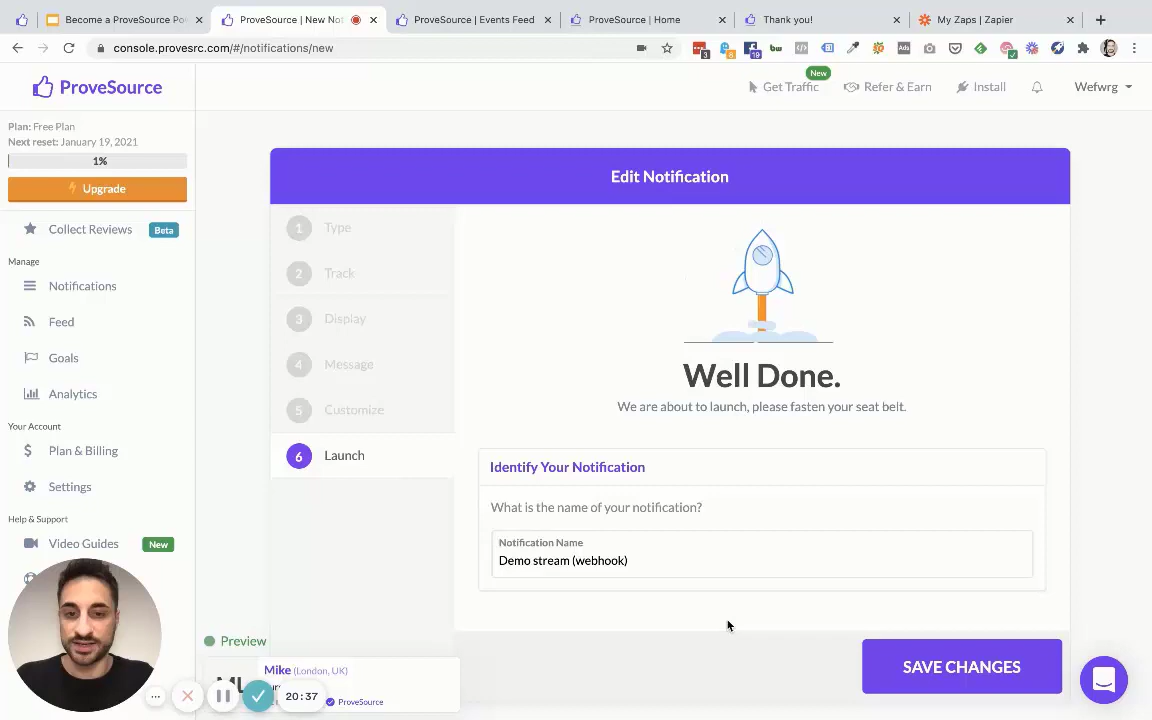 Become a ProveSource Po
ProveSource | New No
ProveSource | Events Feed
ProveSource | Home
Thank you!
My Zaps | Zapier
console.provesrc.com/#/notifications/new
ProveSource
New
Get Traffic
Refer & Earn
Install
Wefwrg
Plan: Free Plan
Next reset: January 19, 2021
1%
Upgrade
Collect Reviews
Beta
Manage
Notifications
Feed
Goals
Analytics
Your Account
Plan & Billing
Settings
Help & Support
Video Guides
New
Edit Notification
1 Type
2 Track
3 Display
4 Message
5 Customize
6 Launch
Well Done.
We are about to launch, please fasten your seat belt.
Identify Your Notification
What is the name of your notification?
Notification Name
Demo stream (webhook)
SAVE CHANGES
Preview
Mike (London, UK)
ProveSource
20:37